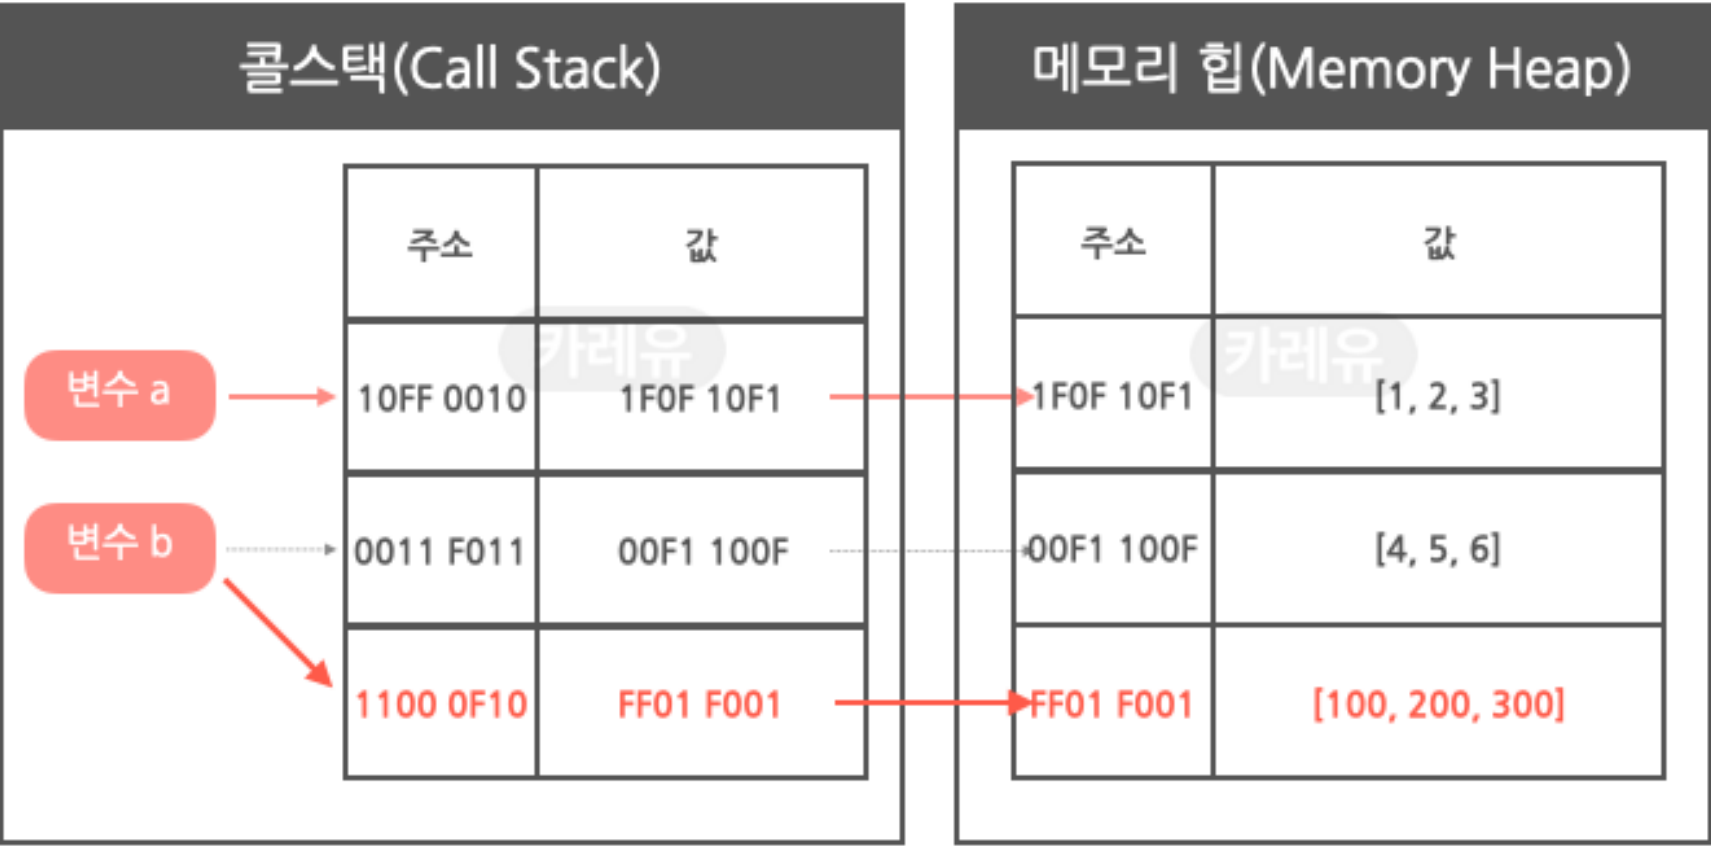 콜스택(Call Stack)
주소 값
변수 a 10FF 0010 1F0F 10F1
변수 b 0011 F011 00F1 100F
1100 0F10 FF01 F001
카레유
메모리 힙(Memory Heap)
주소 값
1F0F 10F1 [1, 2, 3]
00F1 100F [4, 5, 6]
FF01 F001 [100, 200, 300]
카레유